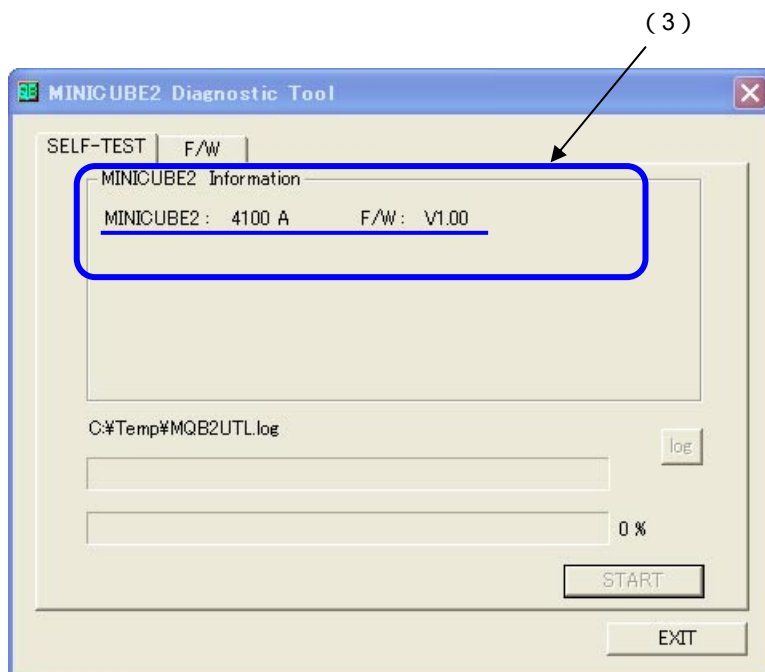 (3)
MINICUBE2 Diagnostic Tool
SELF-TEST F/W
MINICUBE2 Information
MINICUBE2 : 4100 A F/W : V1.00
C:¥Temp¥MQB2UTL.log
log
0 %
START
EXIT